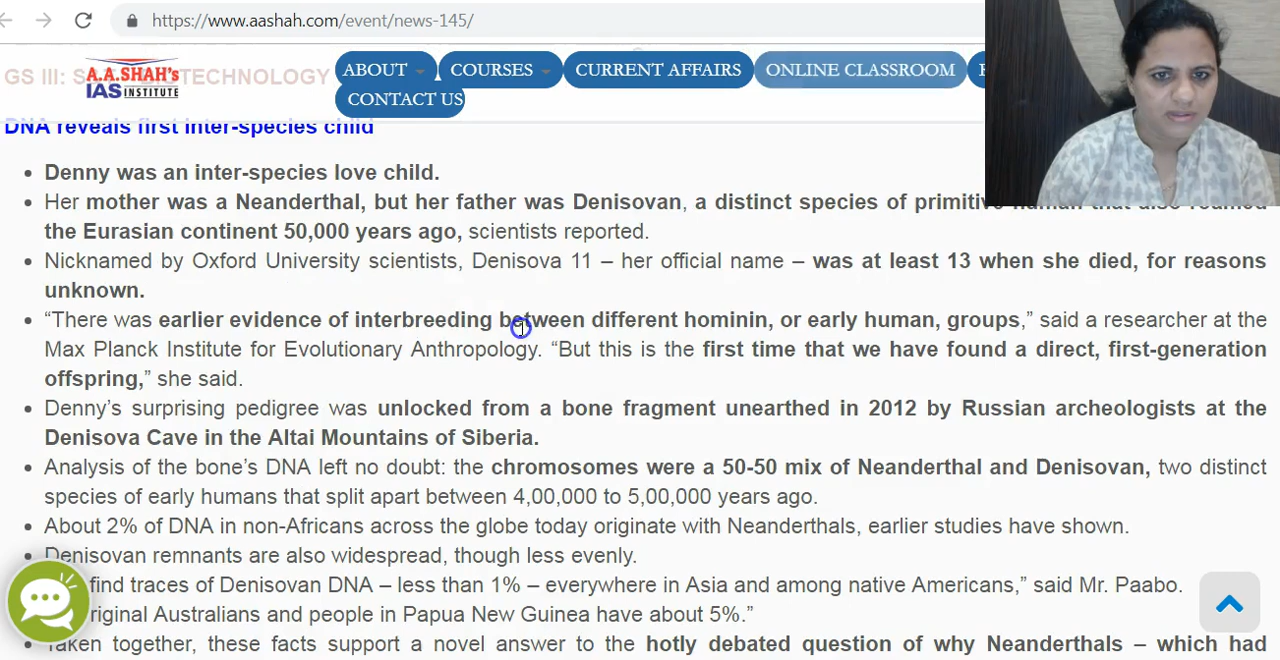 https://www.aashah.com/event/news-145/
ABOUT COURSES CURRENT AFFAIRS ONLINE CLASSROOM
CONTACT US
A.A.SHAH's
IAS INSTITUTE
GS III: S TECHNOLOGY
DNA reveals first inter-species child
• Denny was an inter-species love child.
• Her mother was a Neanderthal, but her father was Denisovan, a distinct species of primitive human that also roamed
the Eurasian continent 50,000 years ago, scientists reported.
• Nicknamed by Oxford University scientists, Denisova 11 – her official name – was at least 13 when she died, for reasons
unknown.
• “There was earlier evidence of interbreeding between different hominin, or early human, groups,” said a researcher at the
Max Planck Institute for Evolutionary Anthropology. “But this is the first time that we have found a direct, first-generation
offspring,” she said.
• Denny’s surprising pedigree was unlocked from a bone fragment unearthed in 2012 by Russian archeologists at the
Denisova Cave in the Altai Mountains of Siberia.
• Analysis of the bone’s DNA left no doubt: the chromosomes were a 50-50 mix of Neanderthal and Denisovan, two distinct
species of early humans that split apart between 4,00,000 to 5,00,000 years ago.
• About 2% of DNA in non-Africans across the globe today originate with Neanderthals, earlier studies have shown.
• Denisovan remnants are also widespread, though less evenly.
find traces of Denisovan DNA – less than 1% – everywhere in Asia and among native Americans,” said Mr. Paabo.
riginal Australians and people in Papua New Guinea have about 5%.”
• Taken together, these facts support a novel answer to the hotly debated question of why Neanderthals – which had